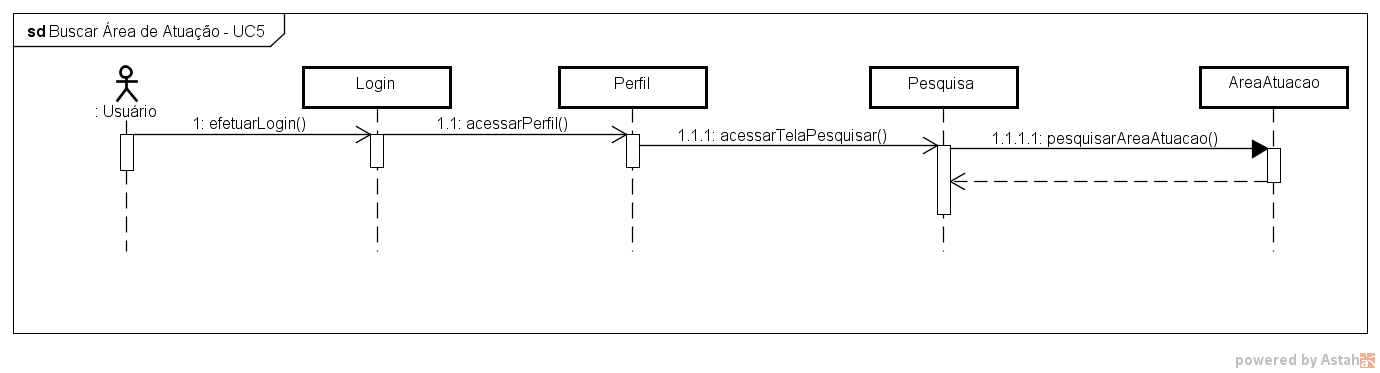 sd Buscar Área de Atuação - UC5
: Usuário
Login
Perfil
Pesquisa
AreaAtuacao
1: efetuarLogin()
1.1: acessarPerfil()
1.1.1: acessarTelaPesquisar()
1.1.1.1: pesquisarAreaAtuacao()
powered by Astah